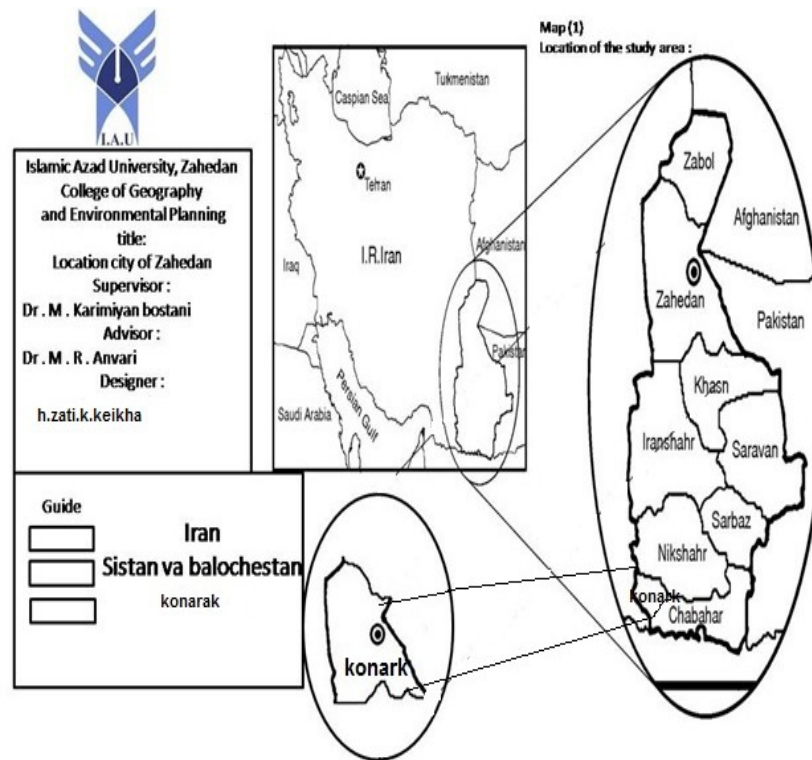 Map (1)
Location of the study area :
I.A.U
Islamic Azad University, Zahedan
College of Geography
and Environmental Planning
title:
Location city of Zahedan
Supervisor :
Dr . M . Karimiyan bostani
Advisor :
Dr . M . R . Anvari
Designer :
h.zati.k.keikha
Guide
Iran
Sistan va balochestan
konarak
Caspian Sea
Tukmenistan
Tehran
I.R.Iran
Afghanistan
Iraq
Pakistan
Persian Gulf
Saudi Arabia
Zabol
Afghanistan
Zahedan
Pakistan
Khasn
Iranshahr
Saravan
Sarbaz
Nikshahr
konark
Chabahar
konark